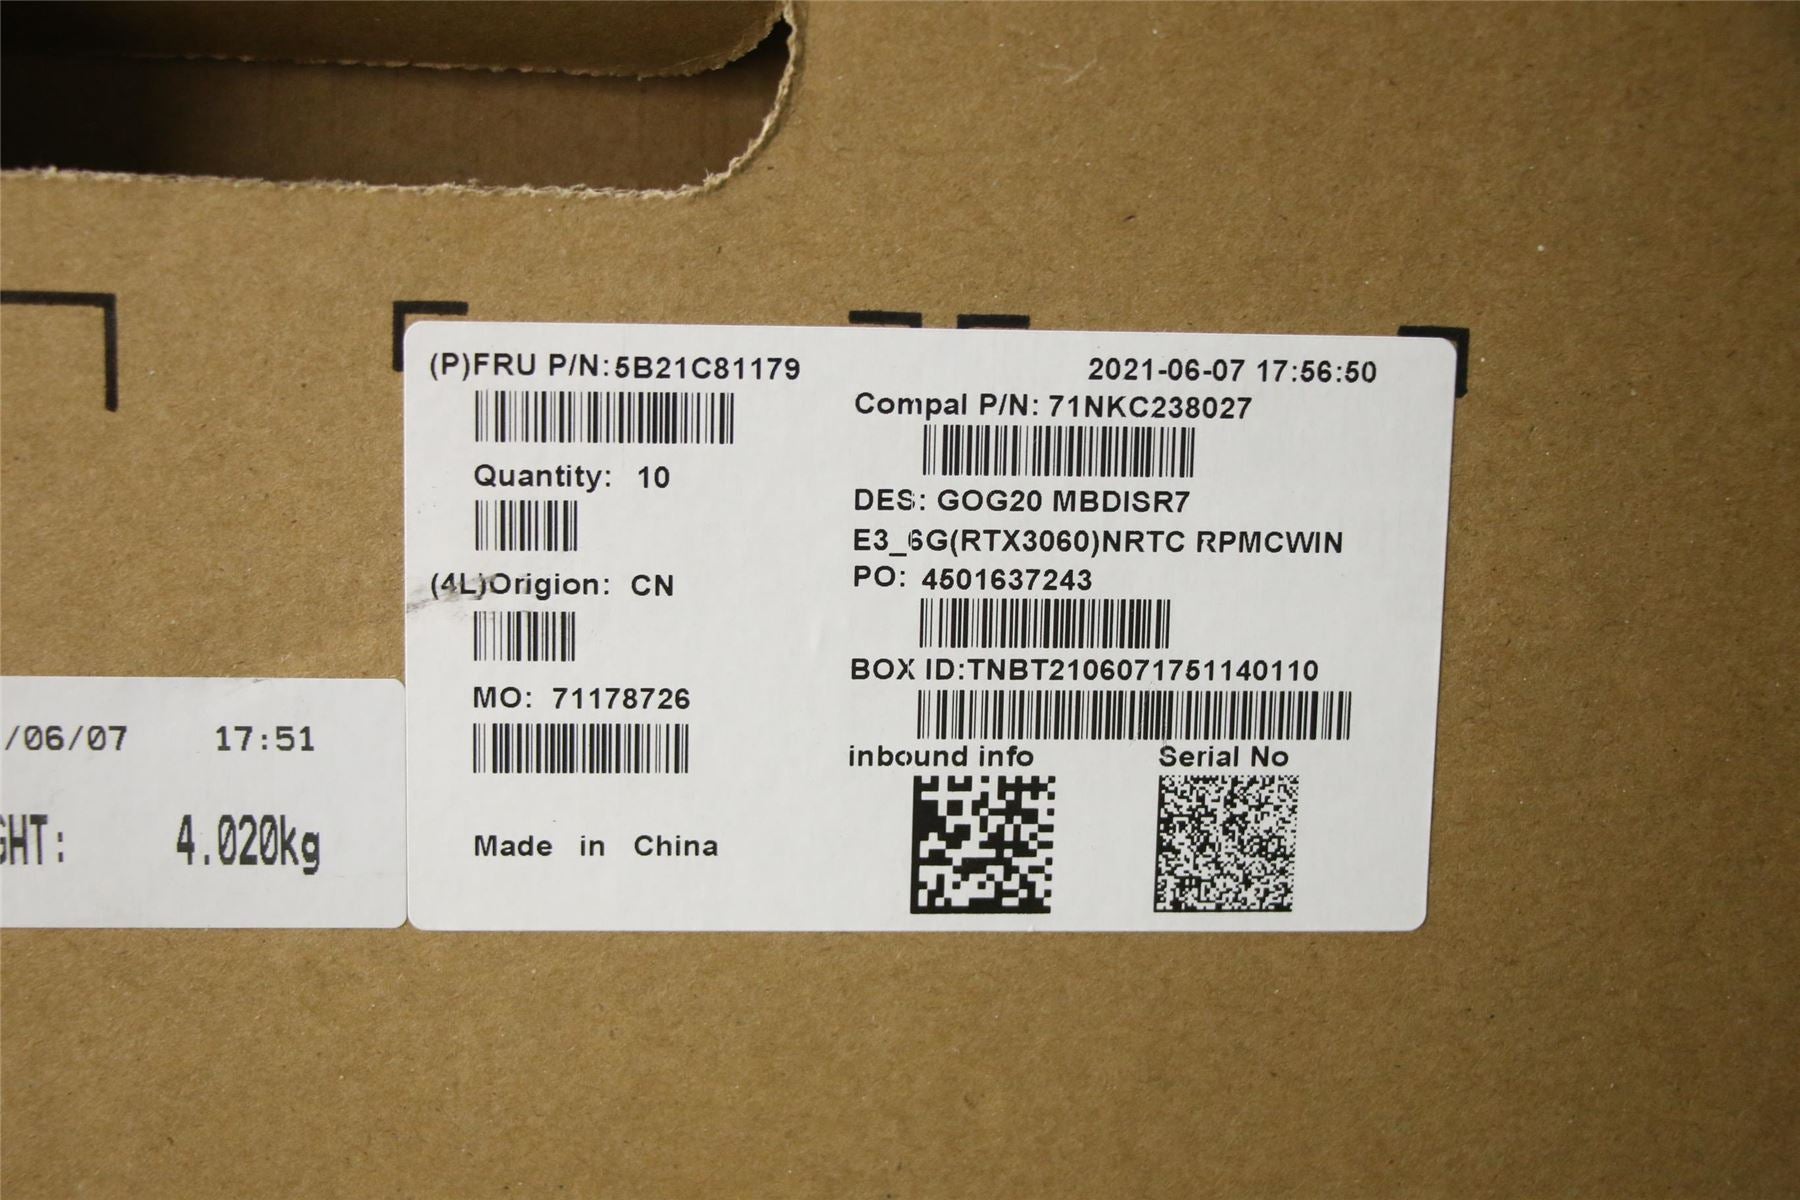 (P)FRU P/N:5B21C81179
Quantity: 10
(4L)Origion: CN
MO: 71178726
Made in China
2021-06-07 17:56:50
Compal P/N: 71NKC238027
DES: GOG20 MBDISR7
E3_6G(RTX3060)NRTC RPMCWIN
PO: 4501637243
BOX ID:TNBT2106071751140110
inbound info
Serial No
/06/07 17:51
GHT: 4.020kg